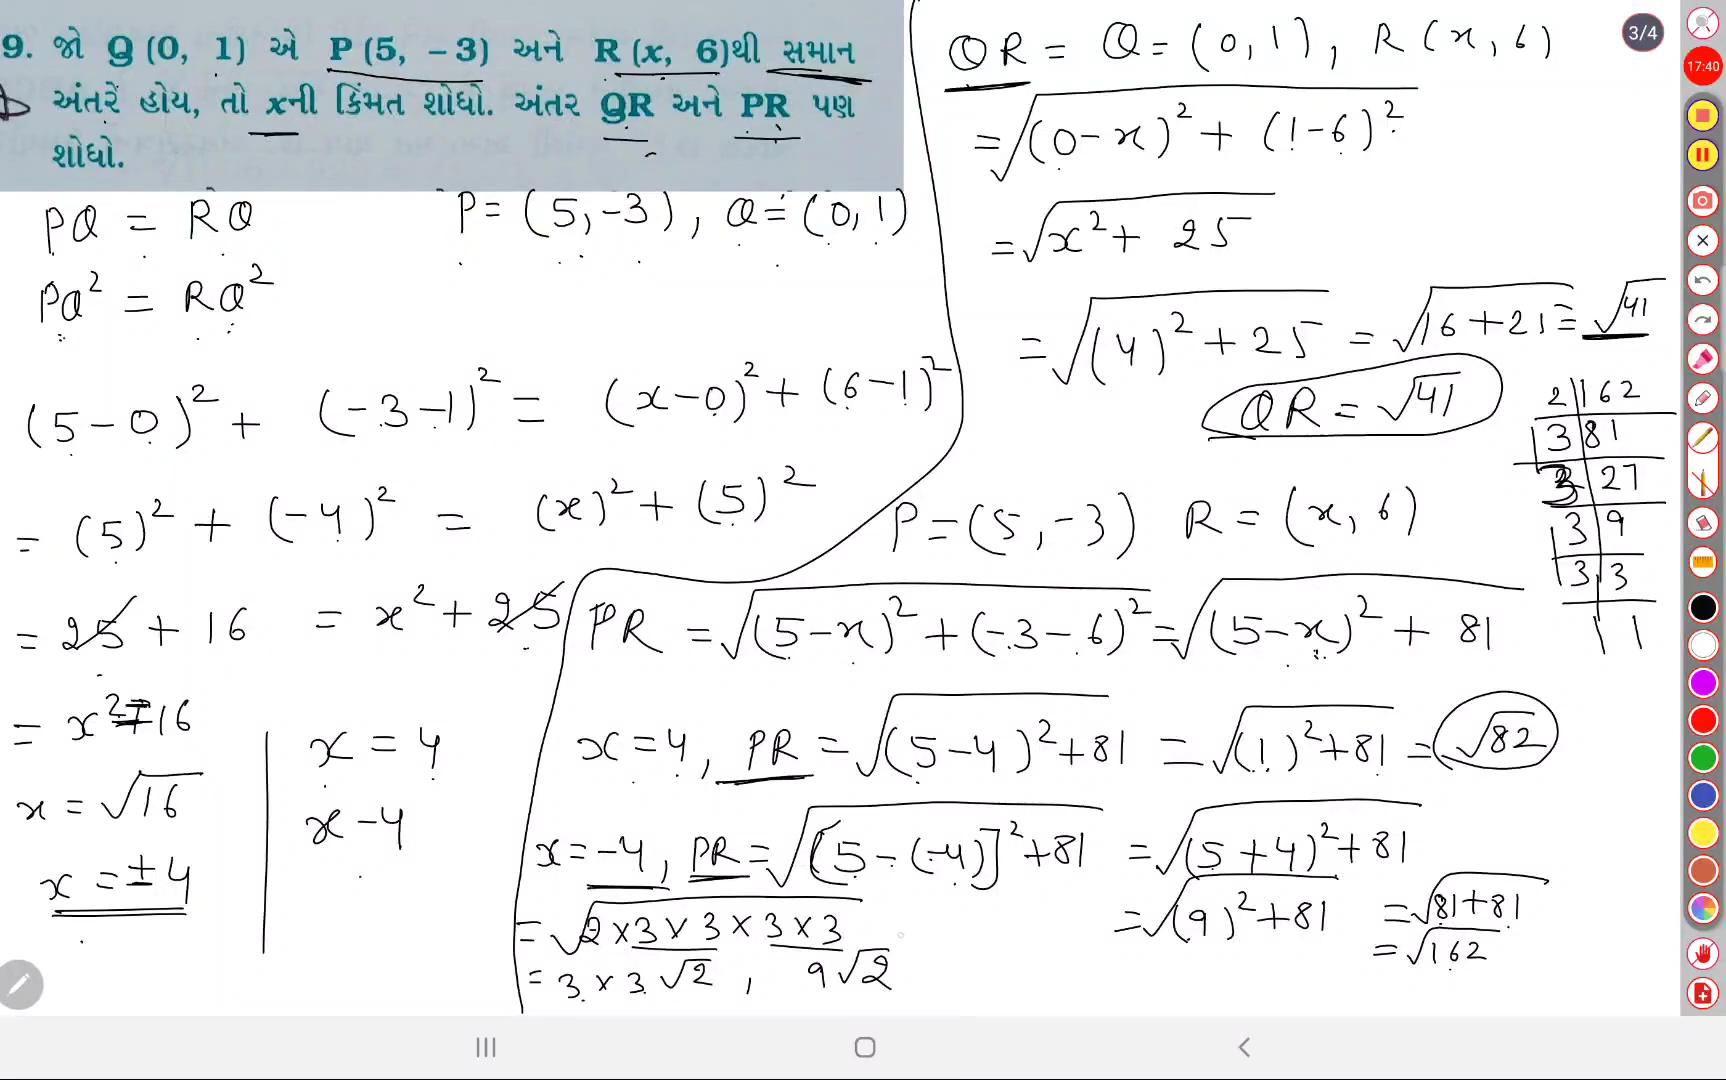 9. જો Q (0, 1) એ P (5, – 3) અને R (x, 6)થી સમાન
અંતરે હોય, તો xની કિંમત શોધો. અંતર QR અને PR પણ
શોધો.
PQ = RQ
P = (5, -3), Q = (0, 1)
PQ² = RQ²
(5-0)² + (-3-1)² = (x-0)² + (6-1)²
= (5)² + (-4)² = (x)² + (5)²
= 25 + 16 = x² + 25
= x² = 16
x = √16
x = ±4
x = 4
x -4
QR = Q = (0, 1), R (x, 6)
= √(0-x)² + (1-6)²
= √x² + 25
= √(4)² + 25 = √16+25 = √41
QR = √41
2 | 162
3 | 81
3 | 27
3 | 9
3 | 3
| 1
P = (5, -3) R = (x, 6)
PR = √(5-x)² + (-3-6)² = √(5-x)² + 81
x = 4, PR = √(5-4)² + 81 = √(1)² + 81 = √82
x = -4, PR = √[5-(-4)]² + 81 = √(5+4)² + 81
= √(9)² + 81 = √81+81
= √162
= √2 × 3 × 3 × 3 × 3
= 3 × 3 √2 , 9√2
3/4
17:40